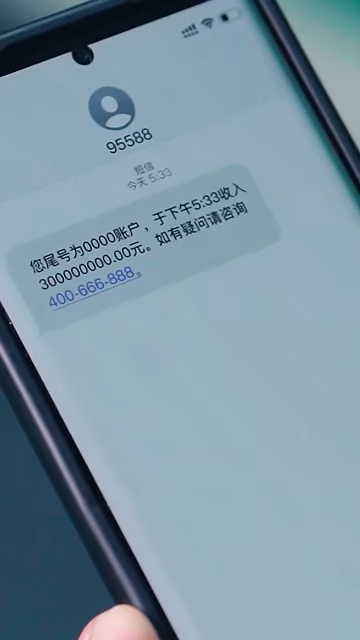 95588
短信
今天 5:33
您尾号为0000账户，于下午5:33收入
300000000.00元。如有疑问请咨询
400-666-888。